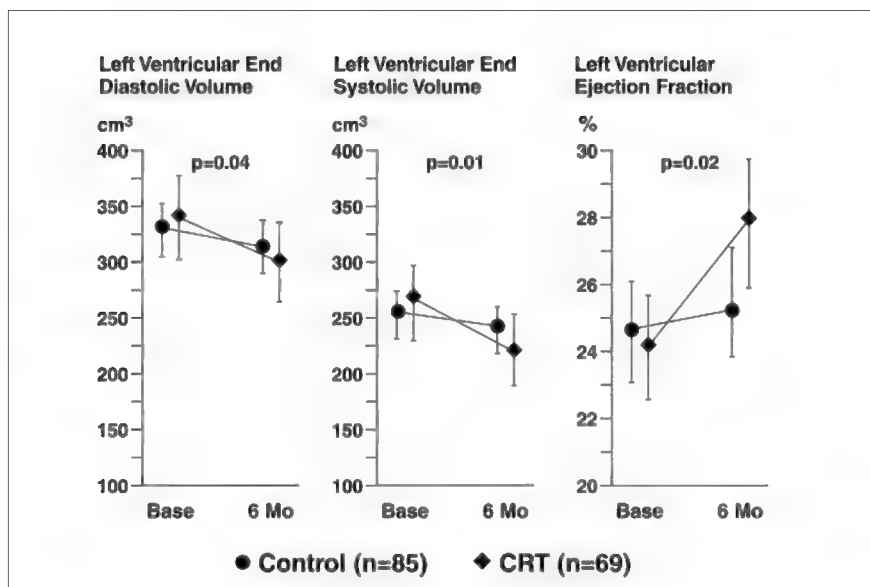 Left Ventricular End
Diastolic Volume
cm³
400
350
300
250
200
150
100
p=0.04
Base 6 Mo
Left Ventricular End
Systolic Volume
cm³
400
350
300
250
200
150
100
p=0.01
Base 6 Mo
Left Ventricular
Ejection Fraction
%
30
28
26
24
22
20
p=0.02
Base 6 Mo
Control (n=85) CRT (n=69)